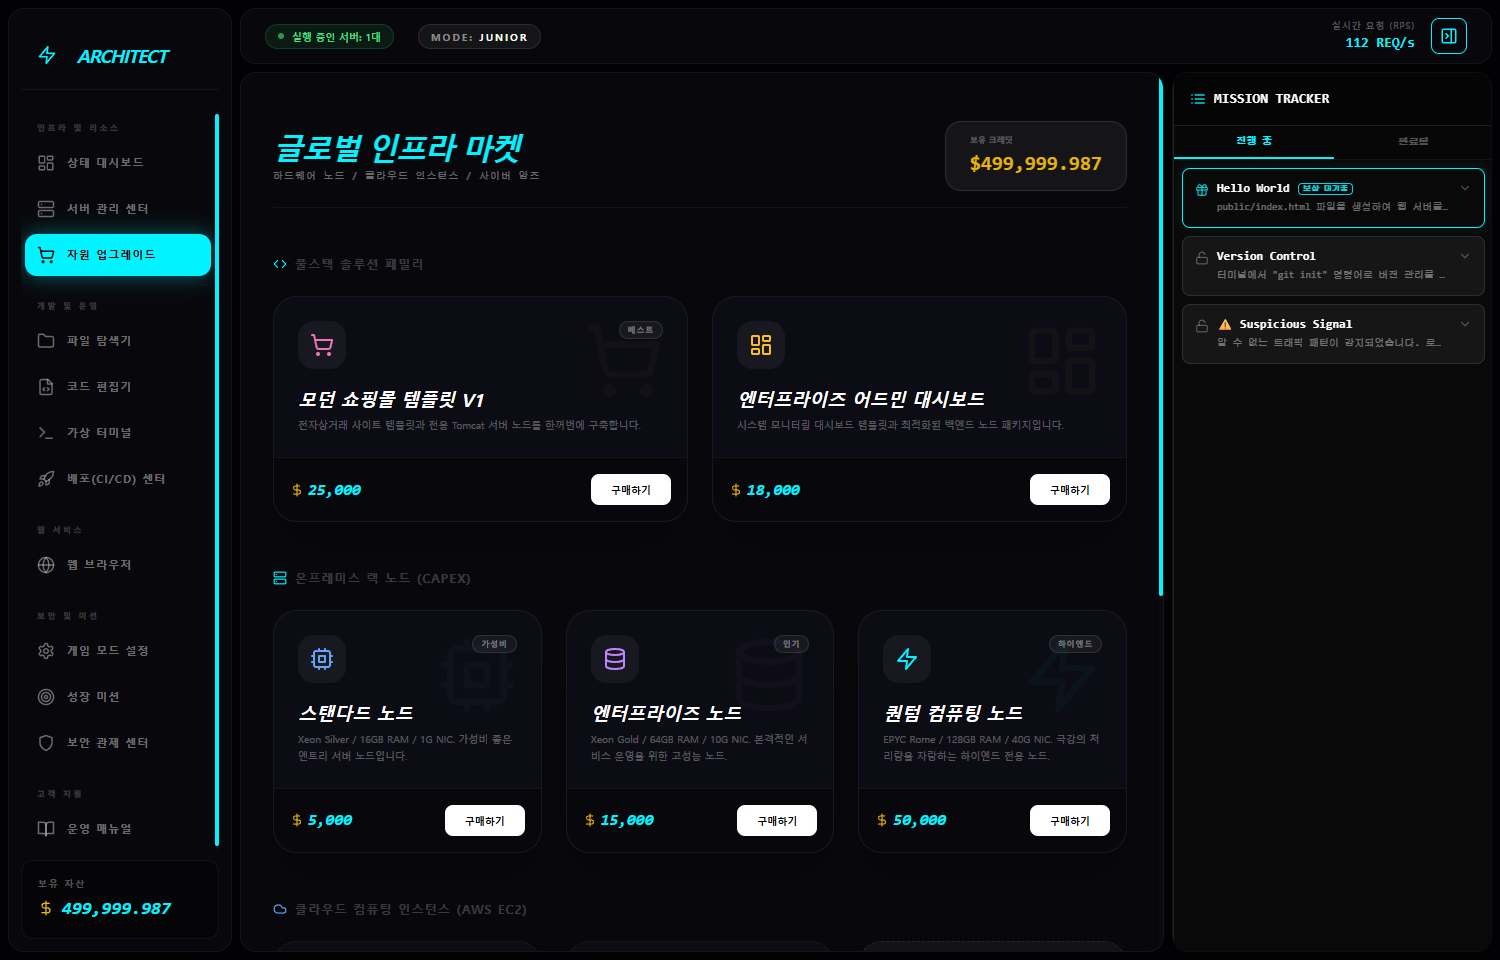 ARCHITECT
인프라 및 리소스
상태 대시보드
서버 관리 센터
자원 업그레이드
개발 및 운영
파일 탐색기
코드 편집기
가상 터미널
배포(CI/CD) 센터
웹 서비스
웹 브라우저
보안 및 미션
게임 모드 설정
성장 미션
보안 관제 센터
고객 지원
운영 매뉴얼
보유 자산
$ 499,999.987
실행 중인 서버: 1대
MODE: JUNIOR
실시간 요청 (RPS)
112 REQ/s
글로벌 인프라 마켓
하드웨어 노드 / 클라우드 인스턴스 / 사이버 암즈
보유 크레딧
$499,999.987
풀스택 솔루션 패밀리
베스트
모던 쇼핑몰 템플릿 V1
전자상거래 사이트 템플릿과 전용 Tomcat 서버 노드를 한꺼번에 구축합니다.
$ 25,000
구매하기
엔터프라이즈 어드민 대시보드
시스템 모니터링 대시보드 템플릿과 최적화된 백엔드 노드 패키지입니다.
$ 18,000
구매하기
온프레미스 랙 노드 (CAPEX)
가성비
스탠다드 노드
Xeon Silver / 16GB RAM / 1G NIC. 가성비 좋은
엔트리 서버 노드입니다.
$ 5,000
구매하기
인기
엔터프라이즈 노드
Xeon Gold / 64GB RAM / 10G NIC. 본격적인 서
비스 운영을 위한 고성능 노드.
$ 15,000
구매하기
하이엔드
퀀텀 컴퓨팅 노드
EPYC Rome / 128GB RAM / 40G NIC. 극강의 처
리량을 자랑하는 하이엔드 전용 노드.
$ 50,000
구매하기
클라우드 컴퓨팅 인스턴스 (AWS EC2)
MISSION TRACKER
진행 중
완료됨
Hello World 보상 대기중
public/index.html 파일을 생성하여 웹 서버를…
Version Control
터미널에서 "git init" 명령어로 버전 관리를 …
⚠️ Suspicious Signal
알 수 없는 트래픽 패턴이 감지되었습니다. 로…